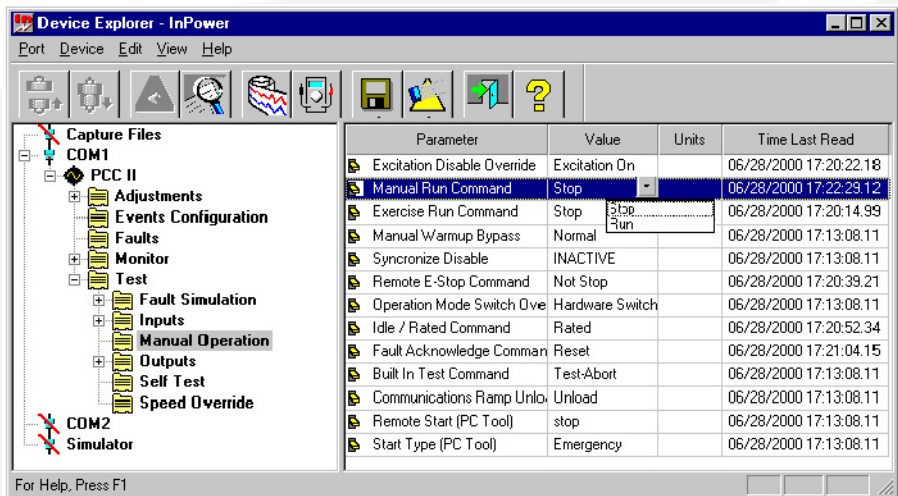 Device Explorer - InPower
Port Device Edit View Help
Capture Files
COM1
PCC II
Adjustments
Events Configuration
Faults
Monitor
Test
Fault Simulation
Inputs
Manual Operation
Outputs
Self Test
Speed Override
COM2
Simulator
Parameter Value Units Time Last Read
Excitation Disable Override Excitation On 06/28/2000 17:20:22.18
Manual Run Command Stop 06/28/2000 17:22:29.12
Exercise Run Command Stop 06/28/2000 17:20:14.99
Stop
Run
Manual Warmup Bypass Normal 06/28/2000 17:13:08.11
Syncronize Disable INACTIVE 06/28/2000 17:13:08.11
Remote E-Stop Command Not Stop 06/28/2000 17:20:39.21
Operation Mode Switch Ove Hardware Switch 06/28/2000 17:13:08.11
Idle / Rated Command Rated 06/28/2000 17:20:52.34
Fault Acknowledge Comman Reset 06/28/2000 17:21:04.15
Built In Test Command Test-Abort 06/28/2000 17:13:08.11
Communications Ramp Unloa Unload 06/28/2000 17:13:08.11
Remote Start (PC Tool) stop 06/28/2000 17:13:08.11
Start Type (PC Tool) Emergency 06/28/2000 17:13:08.11
For Help, Press F1